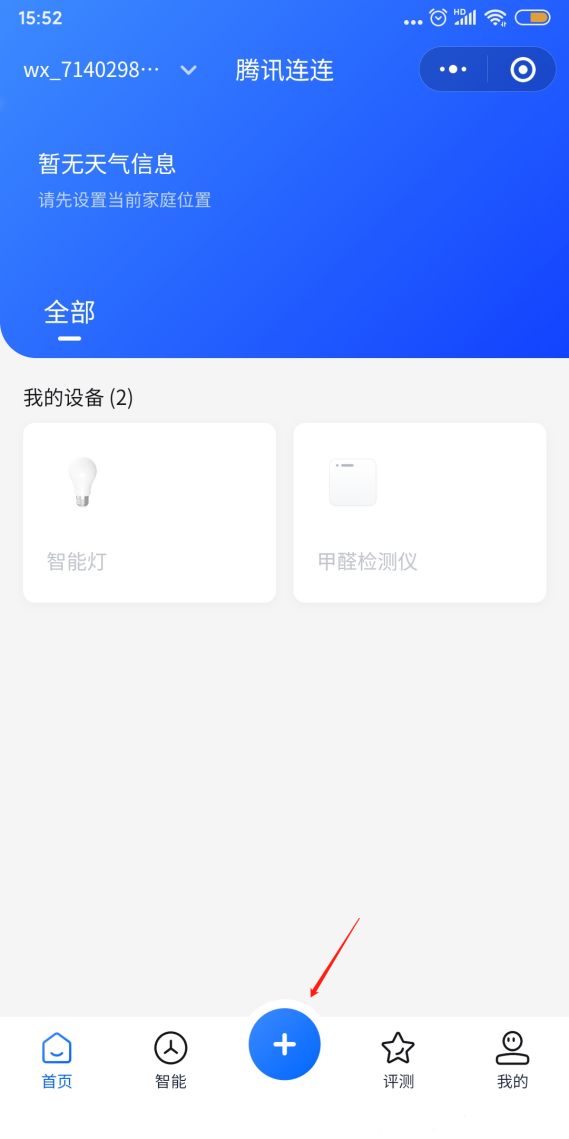 15:52
HD
wx_7140298…
腾讯连连
暂无天气信息
请先设置当前家庭位置
全部
我的设备 (2)
智能灯
甲醛检测仪
首页
智能
评测
我的